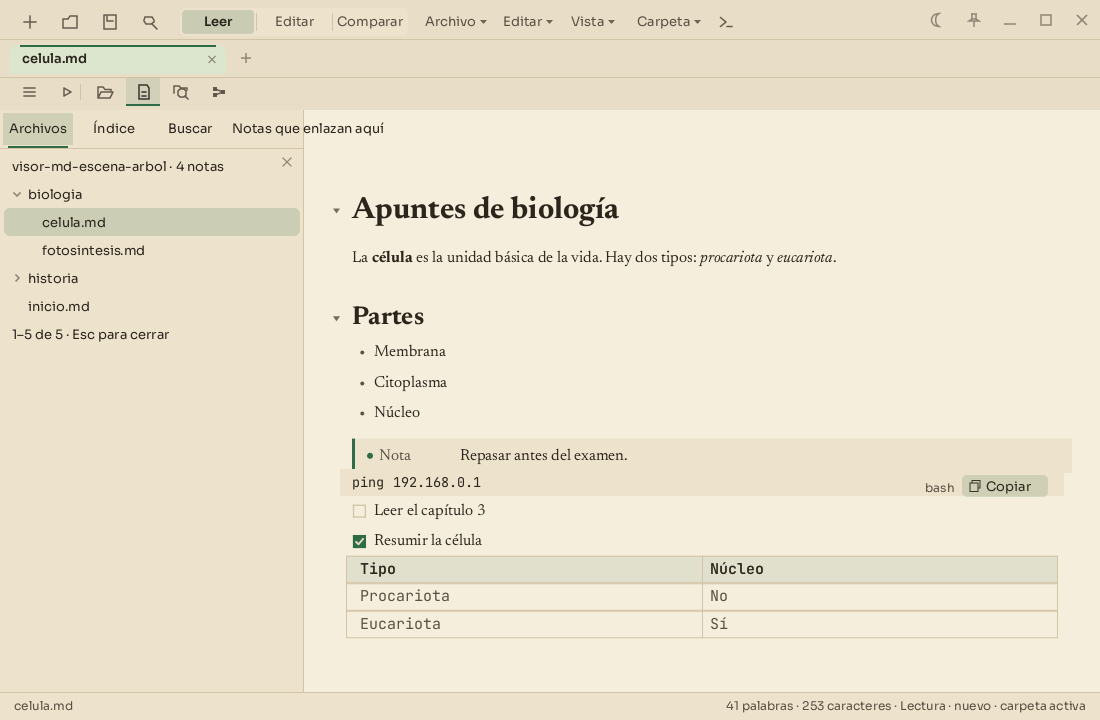 Leer Editar Comparar Archivo Editar Vista Carpeta
celula.md
Archivos Índice Buscar Notas que enlazan aquí
visor-md-escena-arbol · 4 notas
biologia
celula.md
fotosintesis.md
historia
inicio.md
1–5 de 5 · Esc para cerrar
Apuntes de biología
La célula es la unidad básica de la vida. Hay dos tipos: procariota y eucariota.
Partes
• Membrana
• Citoplasma
• Núcleo
• Nota Repasar antes del examen.
ping 192.168.0.1 bash Copiar
Leer el capítulo 3
Resumir la célula
Tipo Núcleo
Procariota No
Eucariota Sí
celula.md 41 palabras · 253 caracteres · Lectura · nuevo · carpeta activa